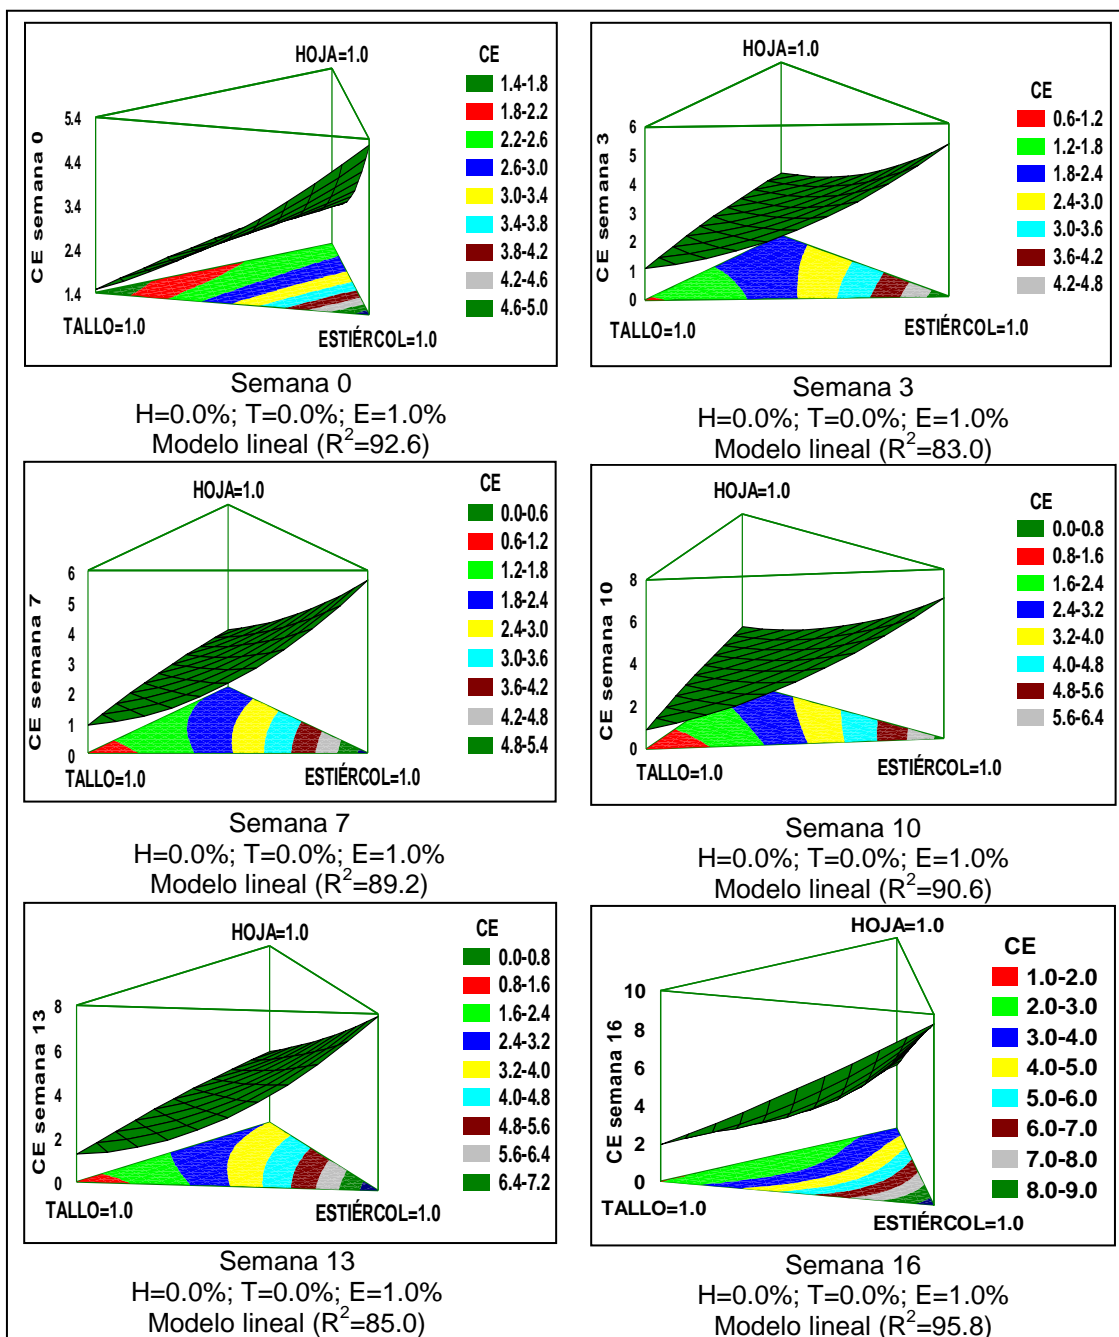 HOJA=1.0
CE
1.4-1.8
1.8-2.2
2.2-2.6
2.6-3.0
3.0-3.4
3.4-3.8
3.8-4.2
4.2-4.6
4.6-5.0
CE semana 0
5.4
4.4
3.4
2.4
1.4
TALLO=1.0
ESTIÉRCOL=1.0
Semana 0
H=0.0%; T=0.0%; E=1.0%
Modelo lineal (R²=92.6)
HOJA=1.0
CE
0.6-1.2
1.2-1.8
1.8-2.4
2.4-3.0
3.0-3.6
3.6-4.2
4.2-4.8
CE semana 3
6
5
4
3
2
1
0
TALLO=1.0
ESTIÉRCOL=1.0
Semana 3
H=0.0%; T=0.0%; E=1.0%
Modelo lineal (R²=83.0)
HOJA=1.0
CE
0.0-0.6
0.6-1.2
1.2-1.8
1.8-2.4
2.4-3.0
3.0-3.6
3.6-4.2
4.2-4.8
4.8-5.4
CE semana 7
6
5
4
3
2
1
0
TALLO=1.0
ESTIÉRCOL=1.0
Semana 7
H=0.0%; T=0.0%; E=1.0%
Modelo lineal (R²=89.2)
HOJA=1.0
CE
0.0-0.8
0.8-1.6
1.6-2.4
2.4-3.2
3.2-4.0
4.0-4.8
4.8-5.6
5.6-6.4
CE semana 10
8
6
4
2
0
TALLO=1.0
ESTIÉRCOL=1.0
Semana 10
H=0.0%; T=0.0%; E=1.0%
Modelo lineal (R²=90.6)
HOJA=1.0
CE
0.0-0.8
0.8-1.6
1.6-2.4
2.4-3.2
3.2-4.0
4.0-4.8
4.8-5.6
5.6-6.4
6.4-7.2
CE semana 13
8
6
4
2
0
TALLO=1.0
ESTIÉRCOL=1.0
Semana 13
H=0.0%; T=0.0%; E=1.0%
Modelo lineal (R²=85.0)
HOJA=1.0
CE
1.0-2.0
2.0-3.0
3.0-4.0
4.0-5.0
5.0-6.0
6.0-7.0
7.0-8.0
8.0-9.0
CE semana 16
10
8
6
4
2
0
TALLO=1.0
ESTIÉRCOL=1.0
Semana 16
H=0.0%; T=0.0%; E=1.0%
Modelo lineal (R²=95.8)